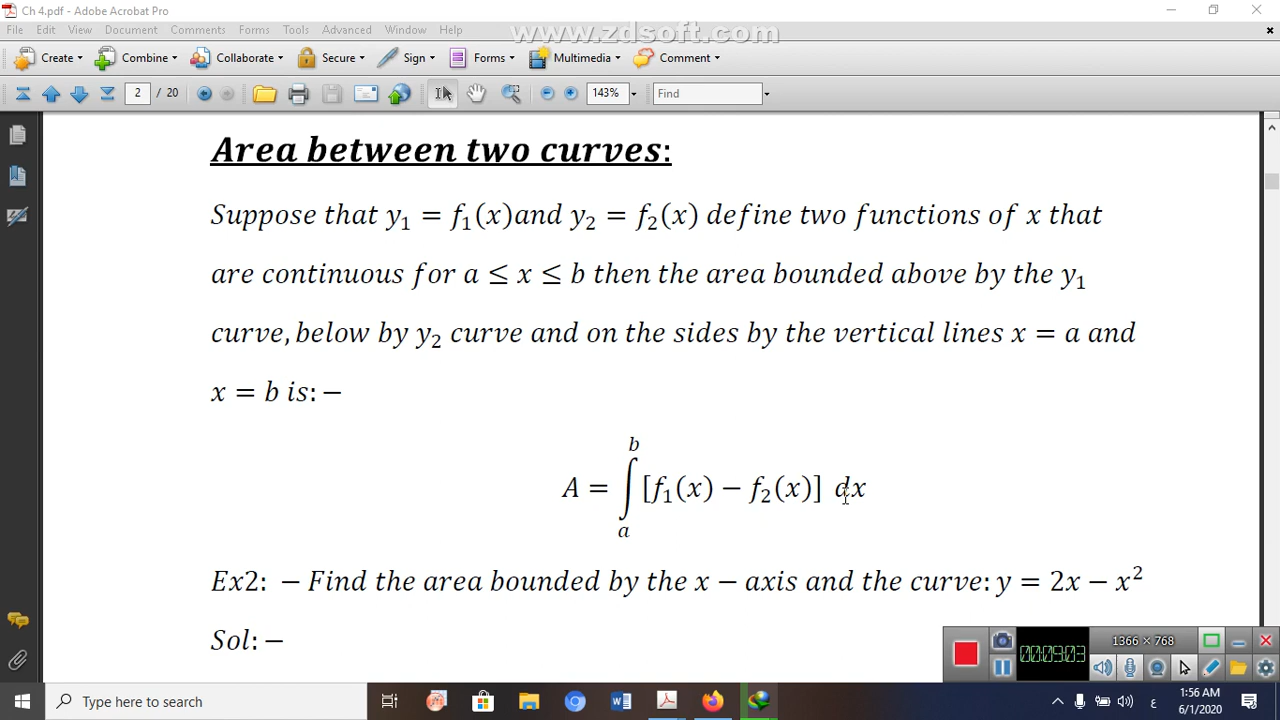 Ch 4.pdf - Adobe Acrobat Pro
www.zdsoft.com
File Edit View Document Comments Forms Tools Advanced Window Help
Create Combine Collaborate Secure Sign Forms Multimedia Comment
2 / 20 143% Find
Area between two curves:
Suppose that y₁ = f₁(x)and y₂ = f₂(x) define two functions of x that
are continuous for a ≤ x ≤ b then the area bounded above by the y₁
curve, below by y₂ curve and on the sides by the vertical lines x = a and
x = b is: −
b
A = ∫ [f₁(x) − f₂(x)] dx
a
Ex2: − Find the area bounded by the x − axis and the curve: y = 2x − x²
Sol: −
1366 × 768
00:09:03
Type here to search
ع
1:56 AM
6/1/2020